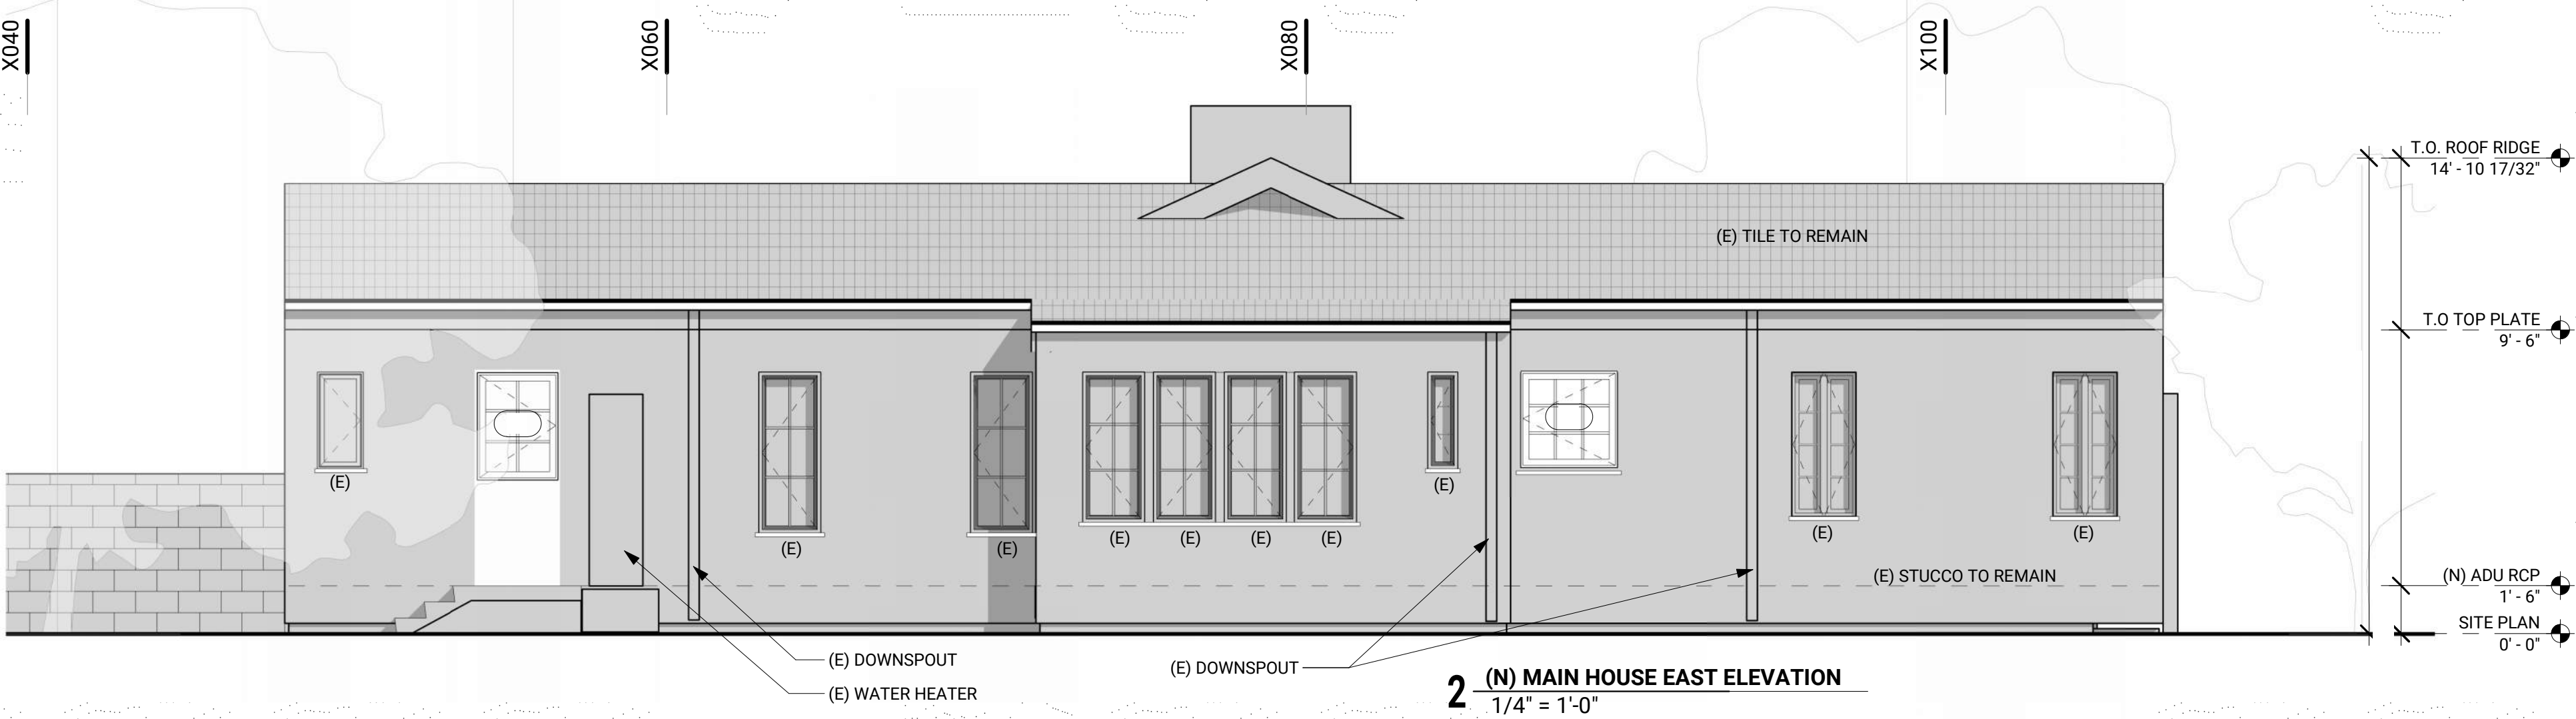 X040
X060
X080
X100
T.O. ROOF RIDGE
14' - 10 17/32"
(E) TILE TO REMAIN
T.O TOP PLATE
9' - 6"
(E)
(E)
(E)
(E)
(E)
(E)
(E)
(E)
(E)
(E)
(E) STUCCO TO REMAIN
(N) ADU RCP
1' - 6"
SITE PLAN
0' - 0"
(E) DOWNSPOUT
(E) WATER HEATER
(E) DOWNSPOUT
2 (N) MAIN HOUSE EAST ELEVATION
1/4" = 1'-0"